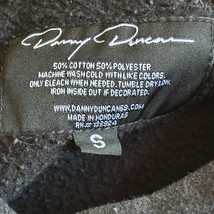 Danny Duncan
50% COTTON 50% POLYESTER
MACHINE WASH COLD WITH LIKE COLORS.
ONLY BLEACH WHEN NEEDED. TUMBLE DRY LOW.
IRON INSIDE OUT IF DECORATED.
WWW.DANNYDUNCAN69.COM
MADE IN HONDURAS
S